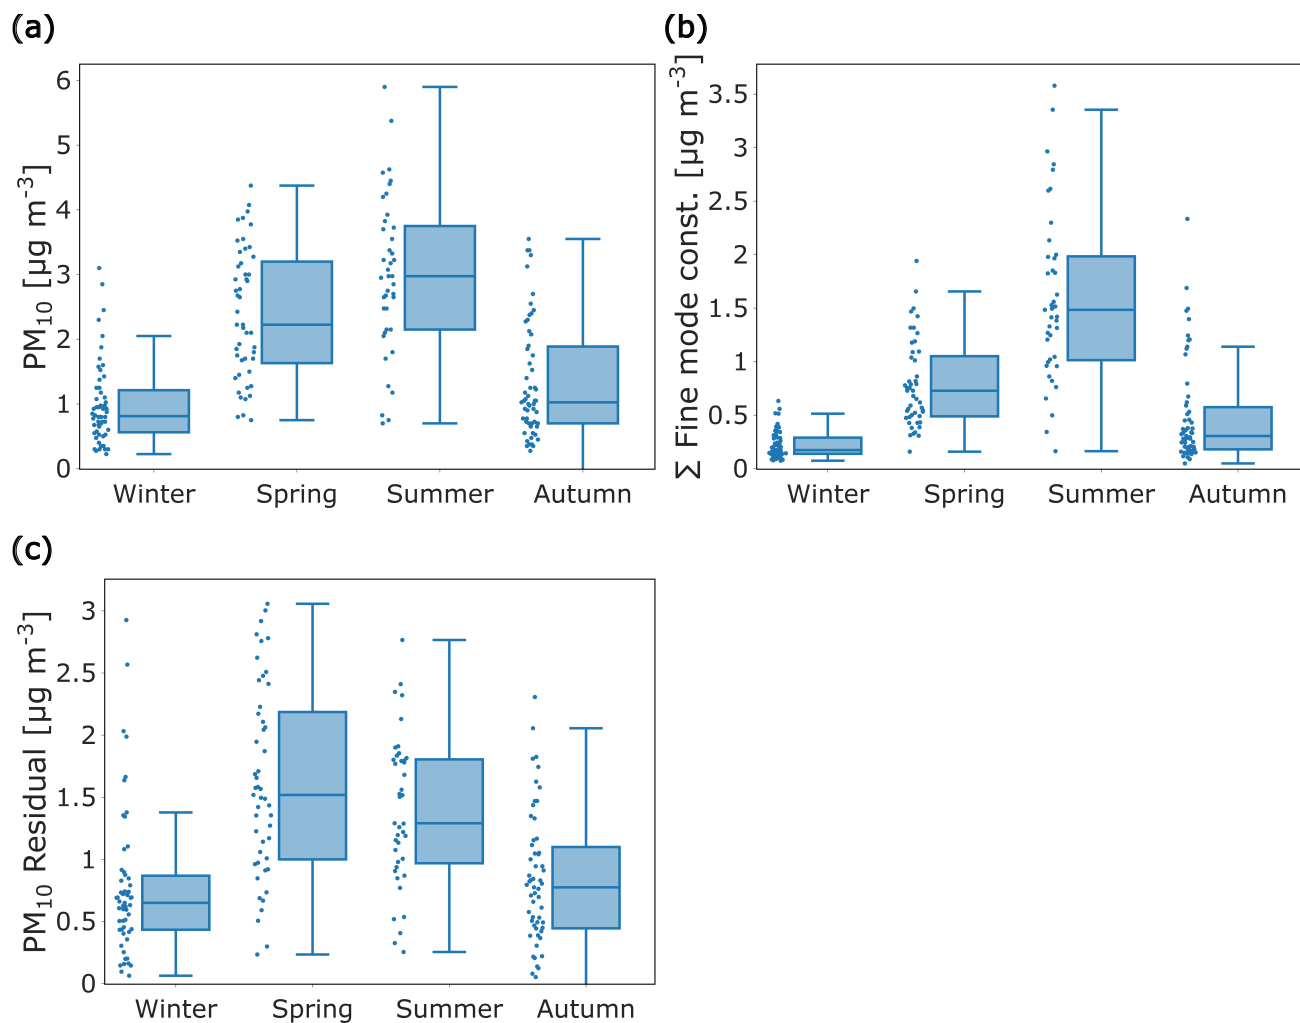 (a)
PM₁₀ [µg m⁻³]
6
5
4
3
2
1
0
Winter Spring Summer Autumn
(b)
Σ Fine mode const. [µg m⁻³]
3.5
3
2.5
2
1.5
1
0.5
0
Winter Spring Summer Autumn
(c)
PM₁₀ Residual [µg m⁻³]
3
2.5
2
1.5
1
0.5
0
Winter Spring Summer Autumn